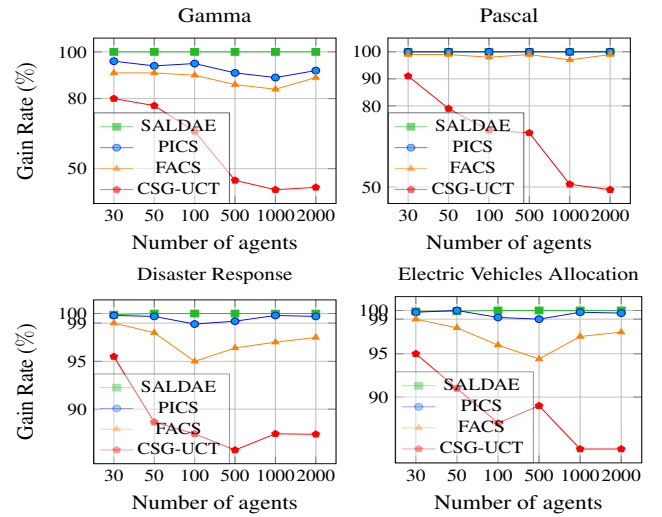 Gamma
Gain Rate (%)
100
80
50
SALDAE
PICS
FACS
CSG-UCT
30 50 100 500 1000 2000
Number of agents
Pascal
100
90
80
50
SALDAE
PICS
FACS
CSG-UCT
30 50 100 500 1000 2000
Number of agents
Disaster Response
Gain Rate (%)
100
99
95
90
SALDAE
PICS
FACS
CSG-UCT
30 50 100 500 1000 2000
Number of agents
Electric Vehicles Allocation
100
99
95
90
SALDAE
PICS
FACS
CSG-UCT
30 50 100 500 1000 2000
Number of agents